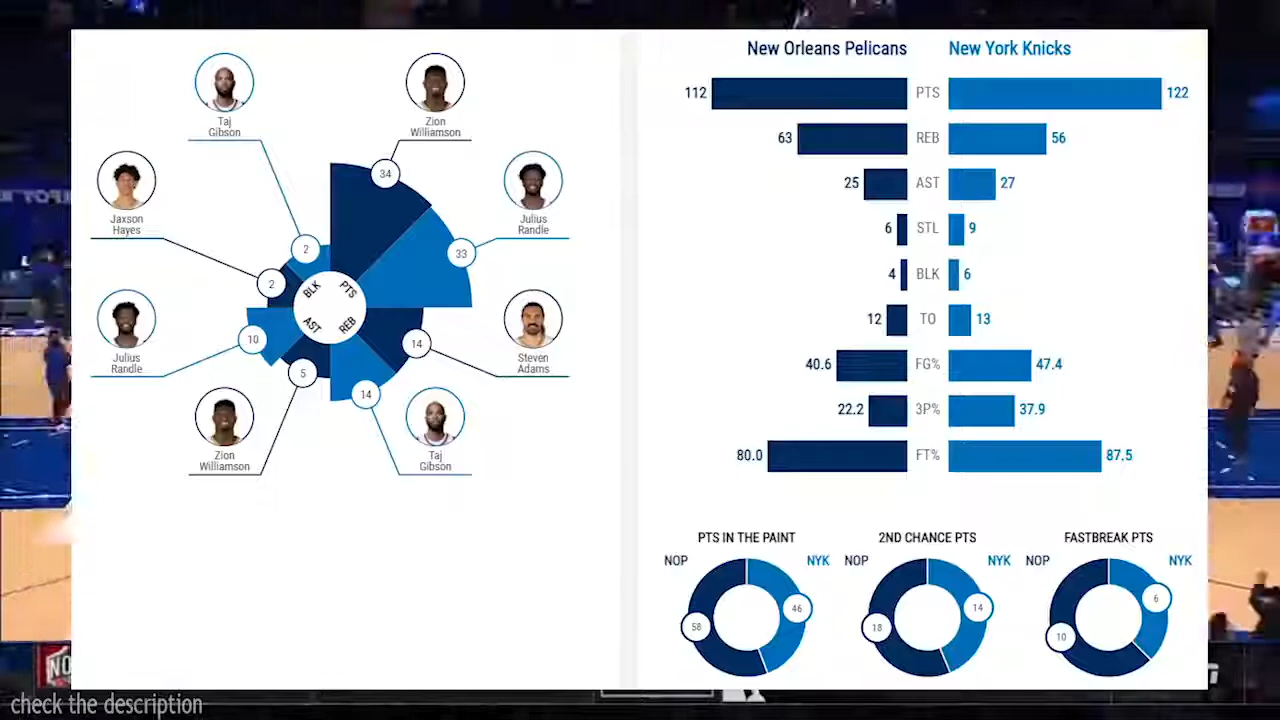 Taj
Gibson
Zion
Williamson
34
Jaxson
Hayes
Julius
Randle
2
33
2
BLK
PTS
AST
REB
Julius
Randle
10
14
Steven
Adams
5
14
Zion
Williamson
Taj
Gibson
New Orleans Pelicans New York Knicks
112 PTS 122
63 REB 56
25 AST 27
6 STL 9
4 BLK 6
12 TO 13
40.6 FG% 47.4
22.2 3P% 37.9
80.0 FT% 87.5
PTS IN THE PAINT
NOP NYK
46
58
2ND CHANCE PTS
NOP NYK
14
18
FASTBREAK PTS
NOP NYK
6
10
NO
check the description